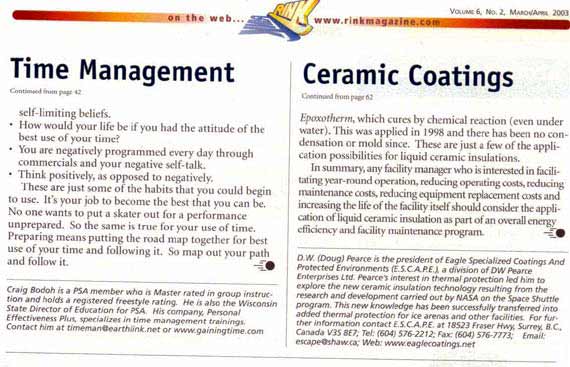 on the web... RINK www.rinkmagazine.com
VOLUME 6, NO. 2, MARCH/APRIL 2003
Time Management
Continued from page 42
self-limiting beliefs.
• How would your life be if you had the attitude of the
best use of your time?
• You are negatively programmed every day through
commercials and your negative self-talk.
• Think positively, as opposed to negatively.
These are just some of the habits that you could begin
to use. It's your job to become the best that you can be.
No one wants to put a skater out for a performance
unprepared. So the same is true for your use of time.
Preparing means putting the road map together for best
use of your time and following it. So map out your path
and follow it.
Craig Bodoh is a PSA member who is Master rated in group instruc-
tion and holds a registered freestyle rating. He is also the Wisconsin
State Director of Education for PSA. His company, Personal
Effectiveness Plus, specializes in time management trainings.
Contact him at timeman@earthlink.net or www.gainingtime.com
Ceramic Coatings
Continued from page 62
Epoxotherm, which cures by chemical reaction (even under
water). This was applied in 1998 and there has been no con-
densation or mold since. These are just a few of the appli-
cation possibilities for liquid ceramic insulations.
In summary, any facility manager who is interested in facili-
tating year-round operation, reducing operating costs, reducing
maintenance costs, reducing equipment replacement costs and
increasing the life of the facility itself should consider the appli-
cation of liquid ceramic insulation as part of an overall energy
efficiency and facility maintenance program.
D.W. (Doug) Pearce is the president of Eagle Specialized Coatings And
Protected Environments (E.S.C.A.P.E.), a division of DW Pearce
Enterprises Ltd. Pearce's interest in thermal protection led him to
explore the new ceramic insulation technology resulting from the
research and development carried out by NASA on the Space Shuttle
program. This new knowledge has been successfully transferred into
added thermal protection for ice arenas and other facilities. For fur-
ther information contact E.S.C.A.P.E. at 18523 Fraser Hwy, Surrey, B.C.,
Canada V3S 8E7; Tel: (604) 576-2212; Fax: (604) 576-7773; Email:
escape@shaw.ca; Web: www.eaglecoatings.net